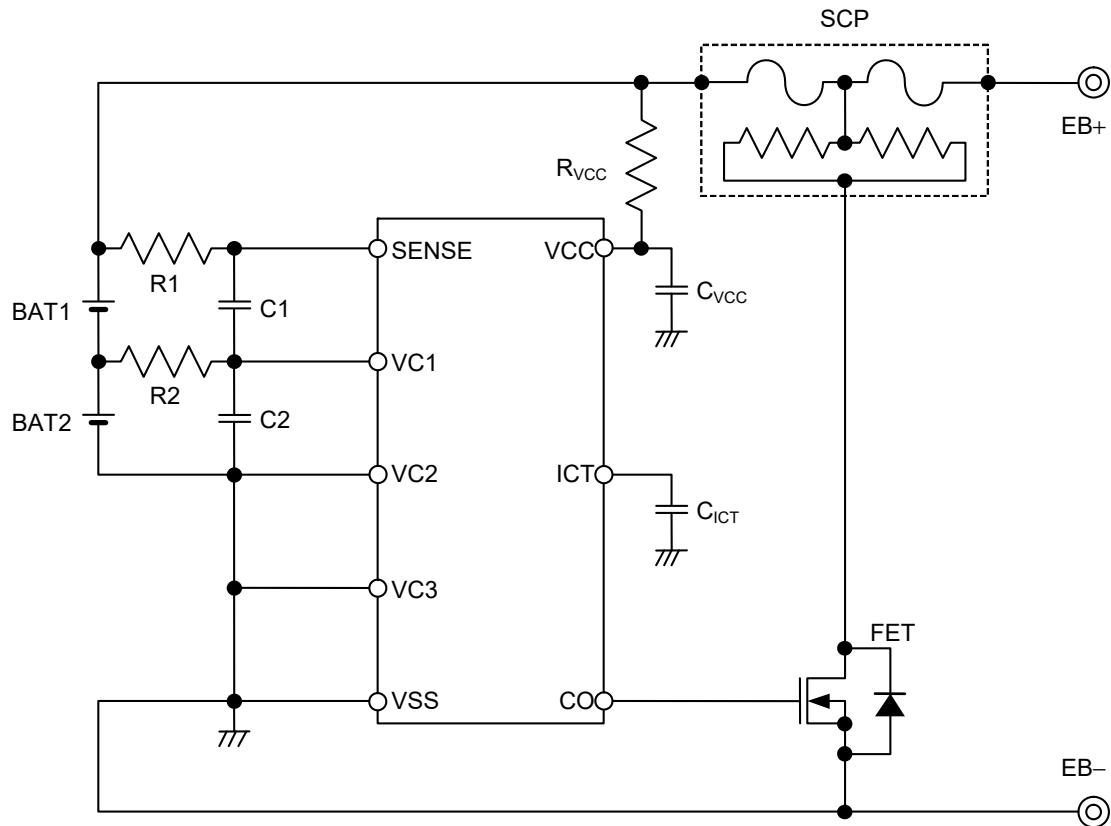 SCP
EB+
RVCC
SENSE
VCC
R1
BAT1
C1
CVCC
VC1
R2
BAT2
C2
VC2
ICT
CICT
VC3
FET
VSS
CO
EB−